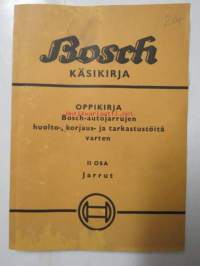 Bosch
KÄSIKIRJA
OPPIKIRJA
Bosch-autojarrujen
huolto-, korjaus- ja tarkastustöitä
varten
II OSA
Jarrut